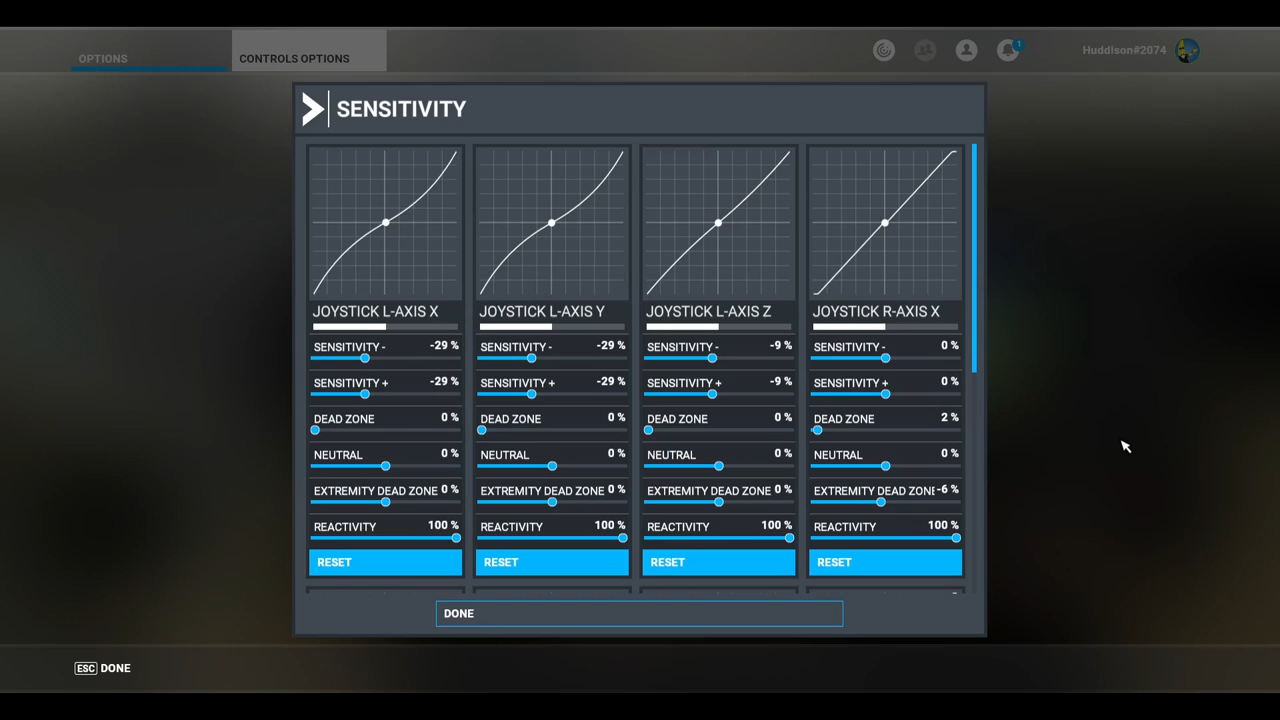 OPTIONS
CONTROLS OPTIONS
1
Huddison#2074
SENSITIVITY
JOYSTICK L-AXIS X
SENSITIVITY - -29 %
SENSITIVITY + -29 %
DEAD ZONE 0 %
NEUTRAL 0 %
EXTREMITY DEAD ZONE 0 %
REACTIVITY 100 %
RESET
JOYSTICK L-AXIS Y
SENSITIVITY - -29 %
SENSITIVITY + -29 %
DEAD ZONE 0 %
NEUTRAL 0 %
EXTREMITY DEAD ZONE 0 %
REACTIVITY 100 %
RESET
JOYSTICK L-AXIS Z
SENSITIVITY - -9 %
SENSITIVITY + -9 %
DEAD ZONE 0 %
NEUTRAL 0 %
EXTREMITY DEAD ZONE 0 %
REACTIVITY 100 %
RESET
JOYSTICK R-AXIS X
SENSITIVITY - 0 %
SENSITIVITY + 0 %
DEAD ZONE 2 %
NEUTRAL 0 %
EXTREMITY DEAD ZONE -6 %
REACTIVITY 100 %
RESET
DONE
ESC DONE